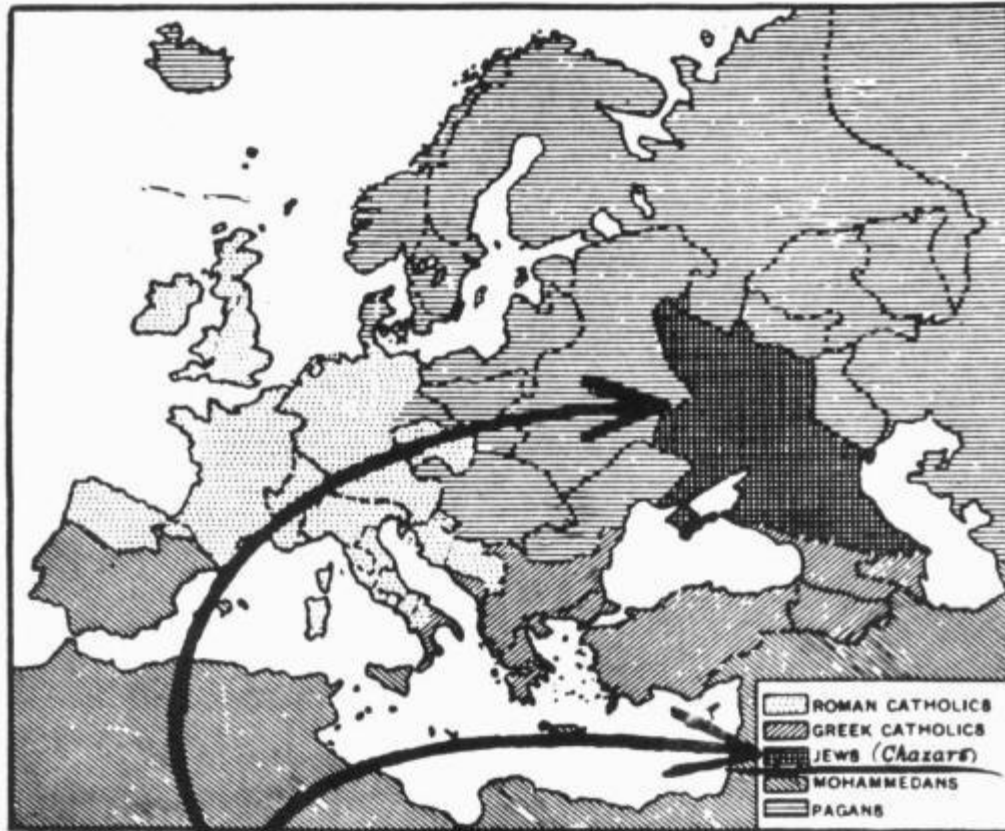 ROMAN CATHOLICS
GREEK CATHOLICS
JEWS (Chazars)
MOHAMMEDANS
PAGANS